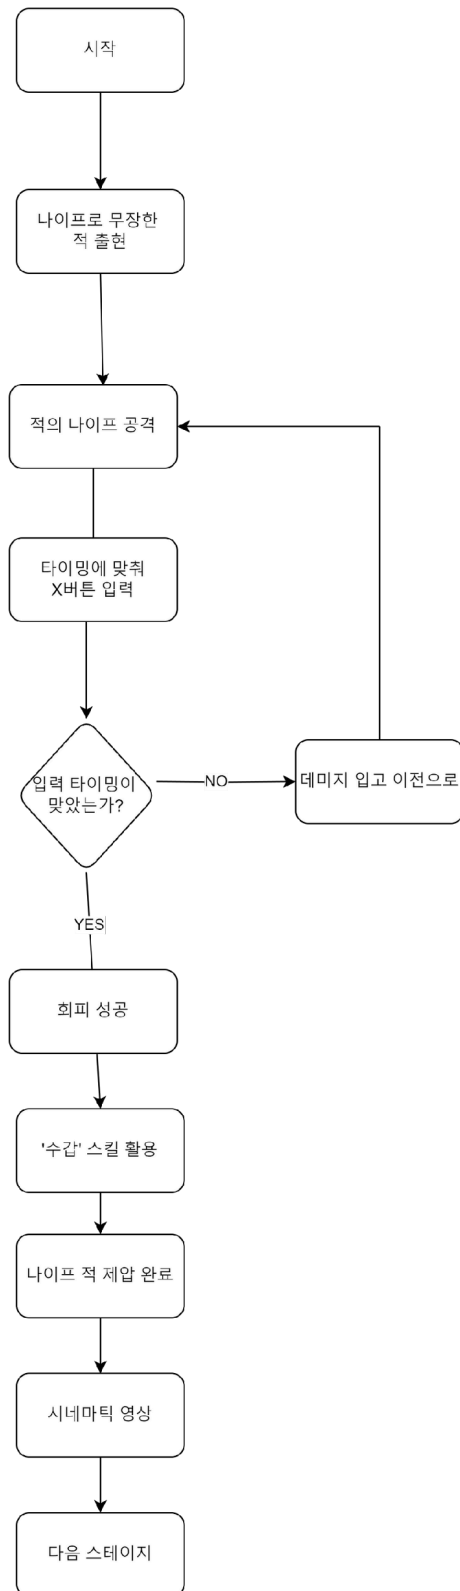 시작
나이프로 무장한
적 출현
적의 나이프 공격
타이밍에 맞춰
X버튼 입력
입력 타이밍이
맞았는가?
NO
데미지 입고 이전으로
YES
회피 성공
'수갑' 스킬 활용
나이프 적 제압 완료
시네마틱 영상
다음 스테이지